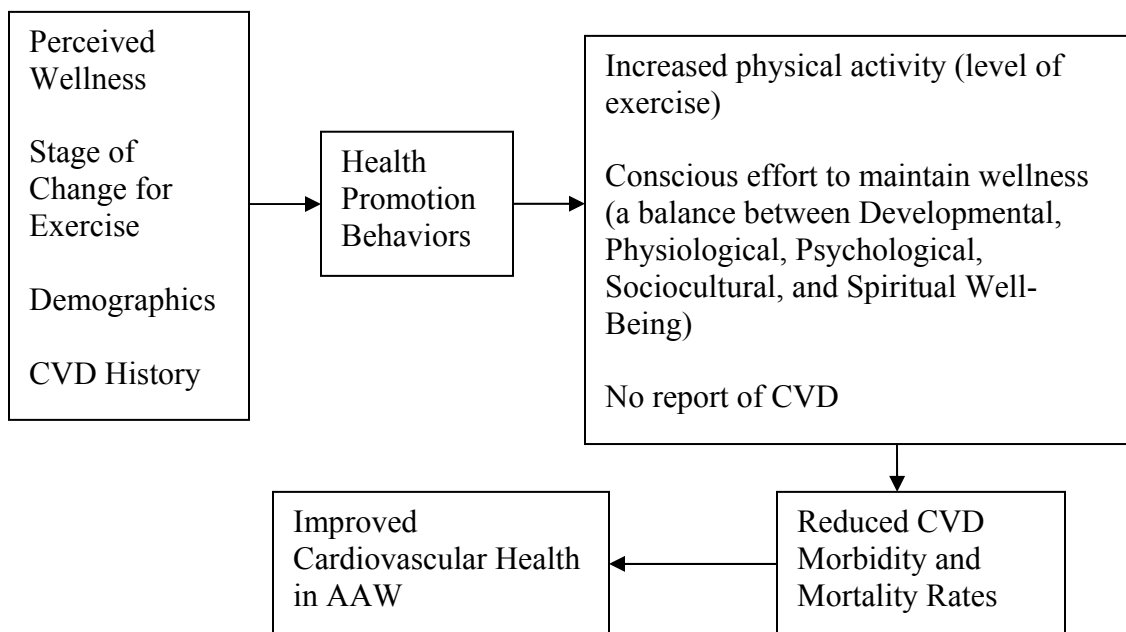 Perceived
Wellness
Stage of
Change for
Exercise
Demographics
CVD History
Health
Promotion
Behaviors
Increased physical activity (level of
exercise)
Conscious effort to maintain wellness
(a balance between Developmental,
Physiological, Psychological,
Sociocultural, and Spiritual Well-
Being)
No report of CVD
Reduced CVD
Morbidity and
Mortality Rates
Improved
Cardiovascular Health
in AAW